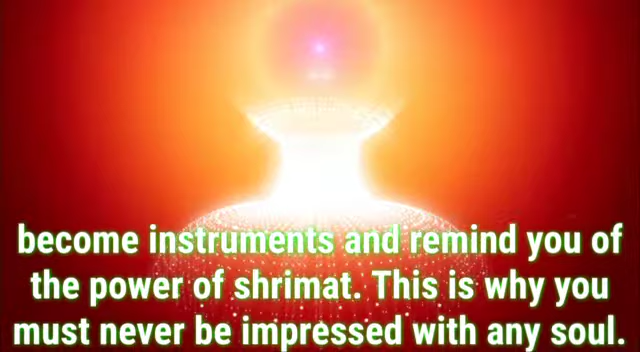 become instruments and remind you of
the power of shrimat. This is why you
must never be impressed with any soul.